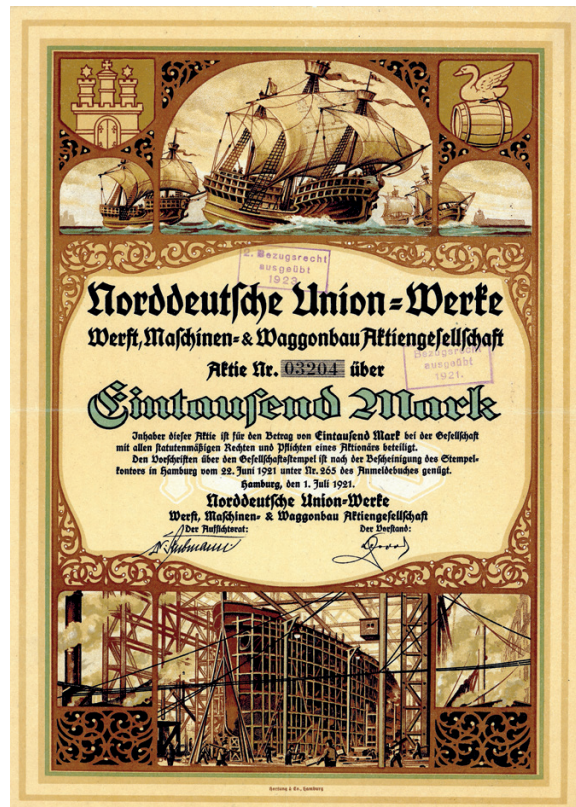 2. Bezugsrecht
ausgeübt
1923
Norddeutsche Union=Werke
Werft, Maschinen= & Waggonbau Aktiengesellschaft
Bezugsrecht
ausgeübt
1921.
Aktie Nr. 03204 über
Eintausend Mark
Inhaber dieser Aktie ist für den Betrag von Eintausend Mark bei der Gesellschaft
mit allen statutenmäßigen Rechten und Pflichten eines Aktionärs beteiligt.
Den Vorschriften über den Gesellschaftsstempel ist nach der Bescheinigung des Stempel-
kontors in Hamburg vom 22. Juni 1921 unter Nr. 265 des Anmeldebuches genügt.
Hamburg, den 1. Juli 1921.
Norddeutsche Union=Werke
Werft, Maschinen= & Waggonbau Aktiengesellschaft
Der Aufsichtsrat:
Der Vorstand: